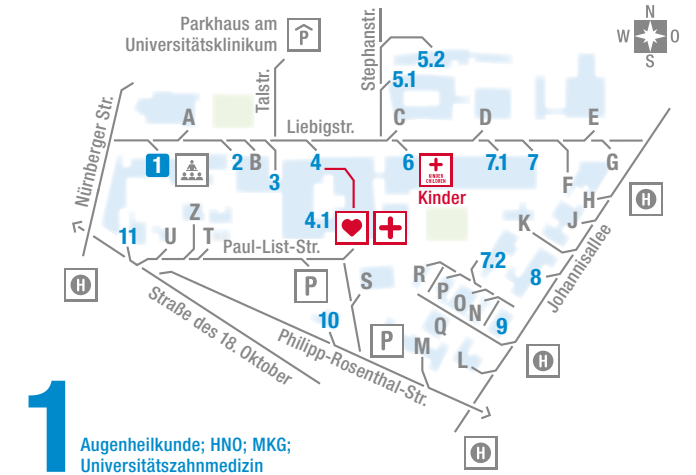 Parkhaus am
Universitätsklinikum
P
Stephanstr.
N
W
O
S
5.2
5.1
Talstr.
Nürnberger Str.
A
Liebigstr.
C
D
E
1
2
B
3
4
6
KINDER
CHILDREN
Kinder
7.1
7
F
G
H
H
4.1
Z
11
U
T
Paul-List-Str.
K
J
Johannisallee
H
P
S
R
P
O
N
7.2
8
9
Straße des 18. Oktober
10
Philipp-Rosenthal-Str.
P
Q
M
L
H
H
1
Augenheilkunde; HNO; MKG;
Universitätszahnmedizin